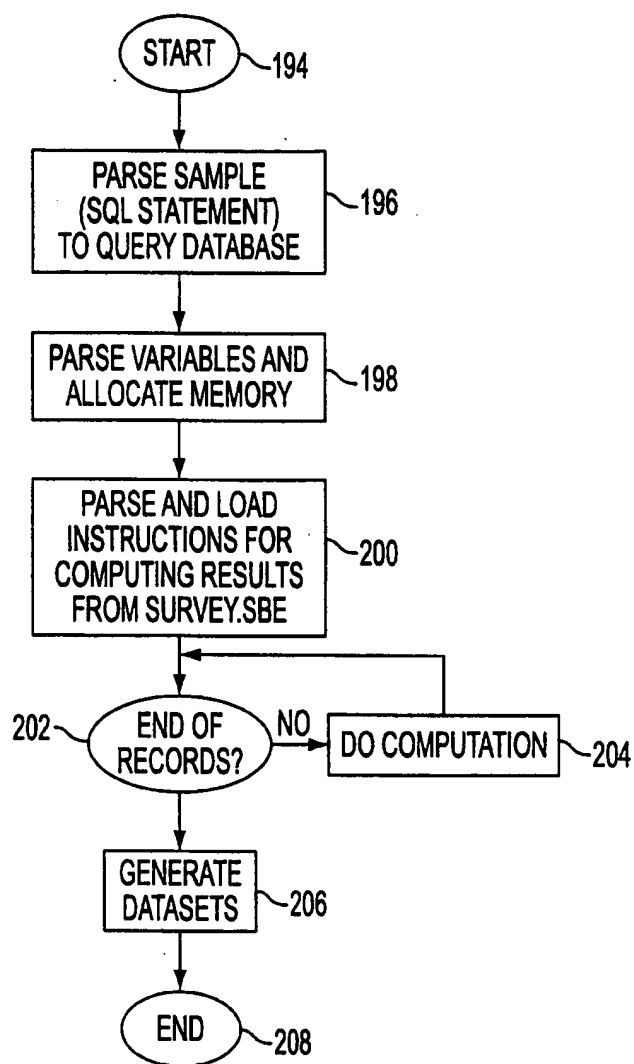 START
194
PARSE SAMPLE
(SQL STATEMENT)
TO QUERY DATABASE
196
PARSE VARIABLES AND
ALLOCATE MEMORY
198
PARSE AND LOAD
INSTRUCTIONS FOR
COMPUTING RESULTS
FROM SURVEY.SBE
200
202
END OF
RECORDS?
NO
DO COMPUTATION
204
GENERATE
DATASETS
206
END
208